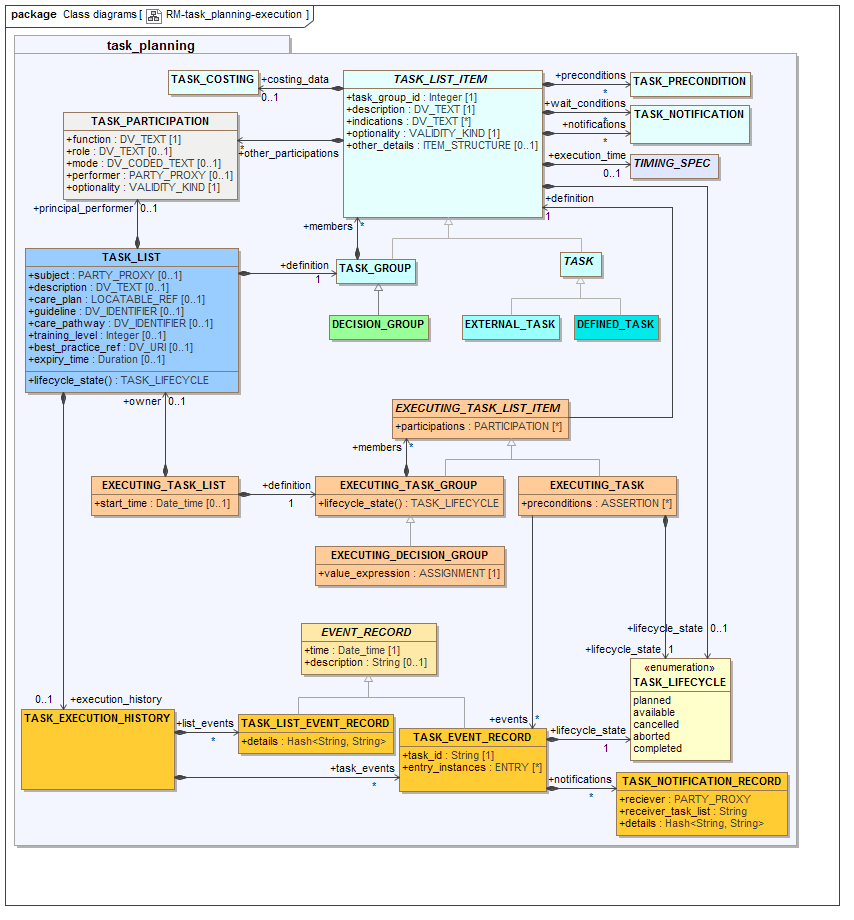 package Class diagrams [ RM-task_planning-execution ]
task_planning
TASK_COSTING
+costing_data
0..1
TASK_LIST_ITEM
+task_group_id : Integer [1]
+description : DV_TEXT [1]
+indications : DV_TEXT [*]
+optionality : VALIDITY_KIND [1]
+other_details : ITEM_STRUCTURE [0..1]
+preconditions
*
TASK_PRECONDITION
+wait_conditions
*
+notifications
*
TASK_NOTIFICATION
+execution_time
0..1
TIMING_SPEC
TASK_PARTICIPATION
+function : DV_TEXT [1]
+role : DV_TEXT [0..1]
+mode : DV_CODED_TEXT [0..1]
+performer : PARTY_PROXY [0..1]
+optionality : VALIDITY_KIND [1]
*
+other_participations
+principal_performer
0..1
+definition
1
+members
*
TASK_LIST
+subject : PARTY_PROXY [0..1]
+description : DV_TEXT [0..1]
+care_plan : LOCATABLE_REF [0..1]
+guideline : DV_IDENTIFIER [0..1]
+care_pathway : DV_IDENTIFIER [0..1]
+training_level : Integer [0..1]
+best_practice_ref : DV_URI [0..1]
+expiry_time : Duration [0..1]
+lifecycle_state() : TASK_LIFECYCLE
+definition
1
TASK_GROUP
TASK
DECISION_GROUP
EXTERNAL_TASK
DEFINED_TASK
+owner
0..1
EXECUTING_TASK_LIST_ITEM
+participations : PARTICIPATION [*]
+members
*
EXECUTING_TASK_LIST
+start_time : Date_time [0..1]
+definition
1
EXECUTING_TASK_GROUP
+lifecycle_state() : TASK_LIFECYCLE
EXECUTING_TASK
+preconditions : ASSERTION [*]
EXECUTING_DECISION_GROUP
+value_expression : ASSIGNMENT [1]
EVENT_RECORD
+time : Date_time [1]
+description : String [0..1]
+lifecycle_state
0..1
+lifecycle_state
1
«enumeration»
TASK_LIFECYCLE
planned
available
cancelled
aborted
completed
0..1
+execution_history
TASK_EXECUTION_HISTORY
+list_events
*
TASK_LIST_EVENT_RECORD
+details : Hash<String, String>
+events
*
TASK_EVENT_RECORD
+task_id : String [1]
+entry_instances : ENTRY [*]
+lifecycle_state
1
+task_events
*
+notifications
*
TASK_NOTIFICATION_RECORD
+reciever : PARTY_PROXY
+receiver_task_list : String
+details : Hash<String, String>